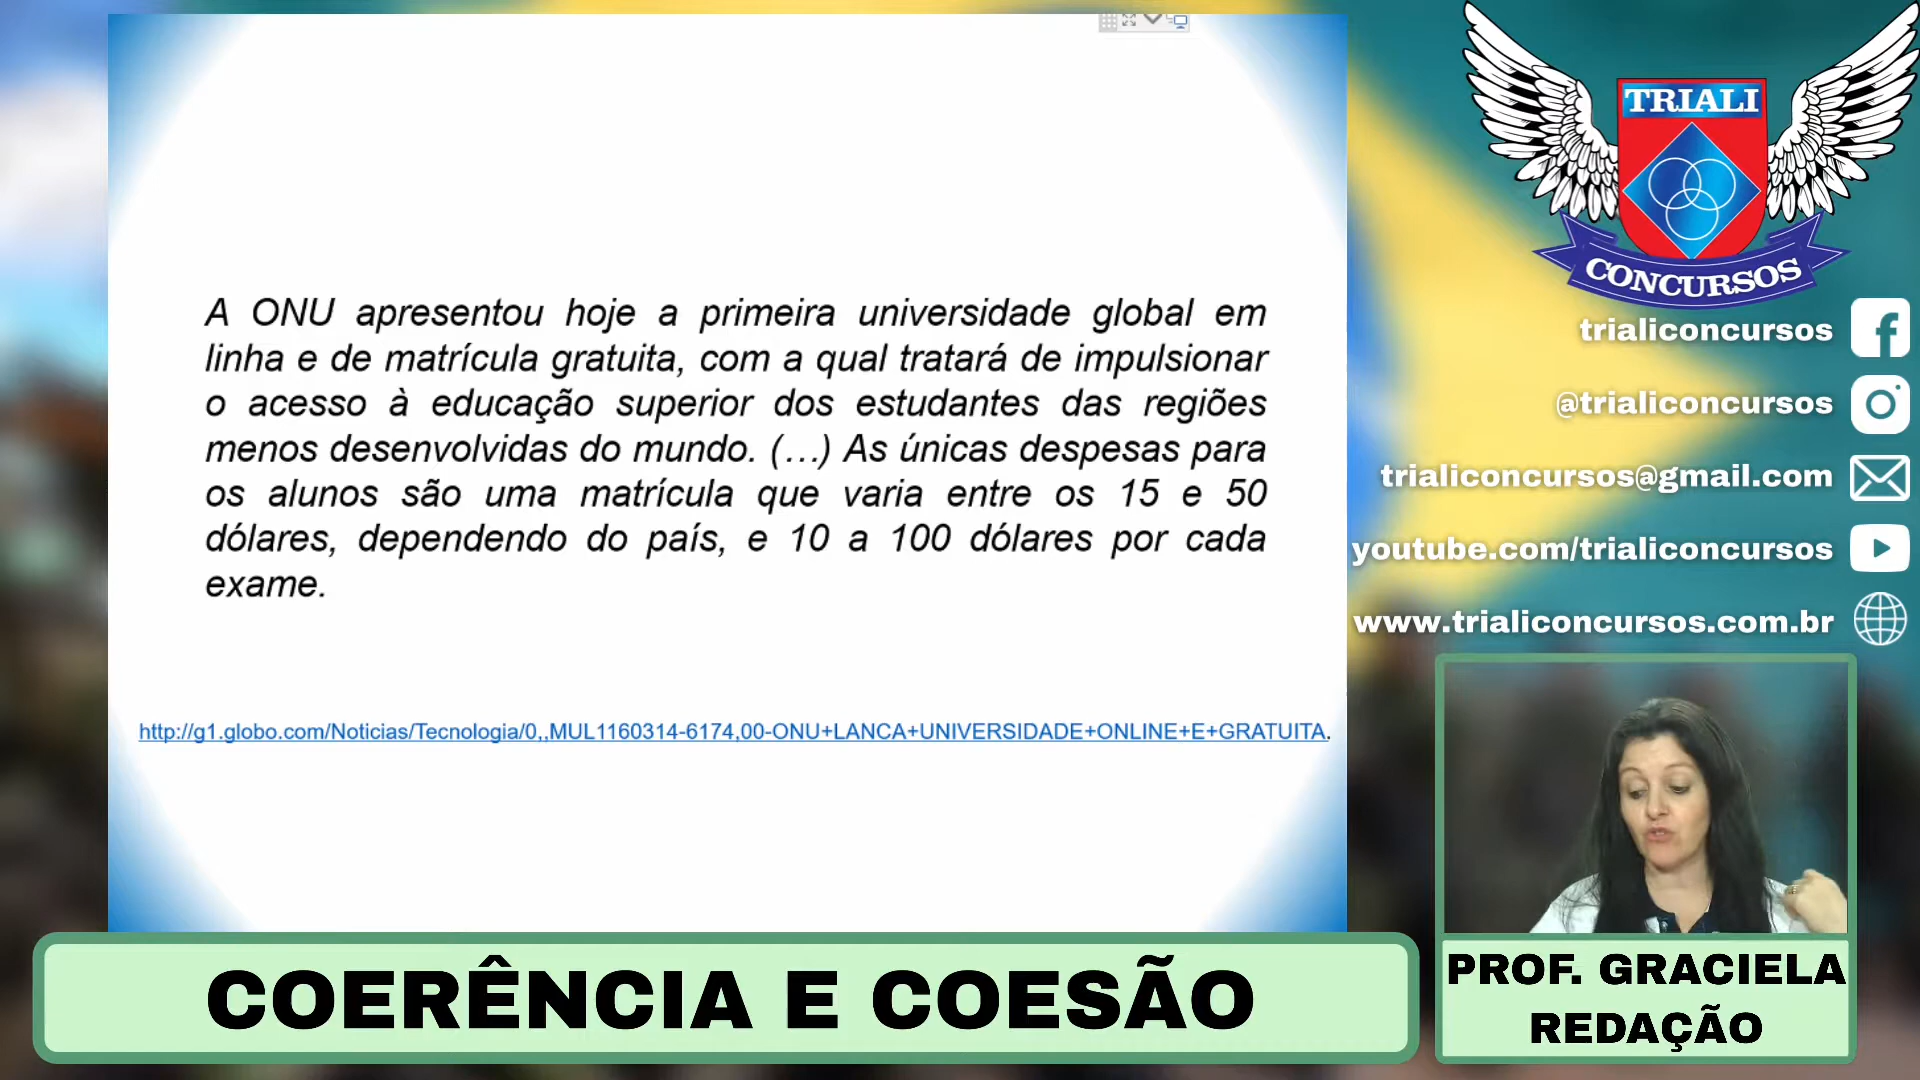 A ONU apresentou hoje a primeira universidade global em
linha e de matrícula gratuita, com a qual tratará de impulsionar
o acesso à educação superior dos estudantes das regiões
menos desenvolvidas do mundo. (...) As únicas despesas para
os alunos são uma matrícula que varia entre os 15 e 50
dólares, dependendo do país, e 10 a 100 dólares por cada
exame.
http://g1.globo.com/Noticias/Tecnologia/0,,MUL1160314-6174,00-ONU+LANCA+UNIVERSIDADE+ONLINE+E+GRATUITA.
COERÊNCIA E COESÃO
TRIALI
CONCURSOS
trialiconcursos
@trialiconcursos
trialiconcursos@gmail.com
youtube.com/trialiconcursos
www.trialiconcursos.com.br
PROF. GRACIELA
REDAÇÃO